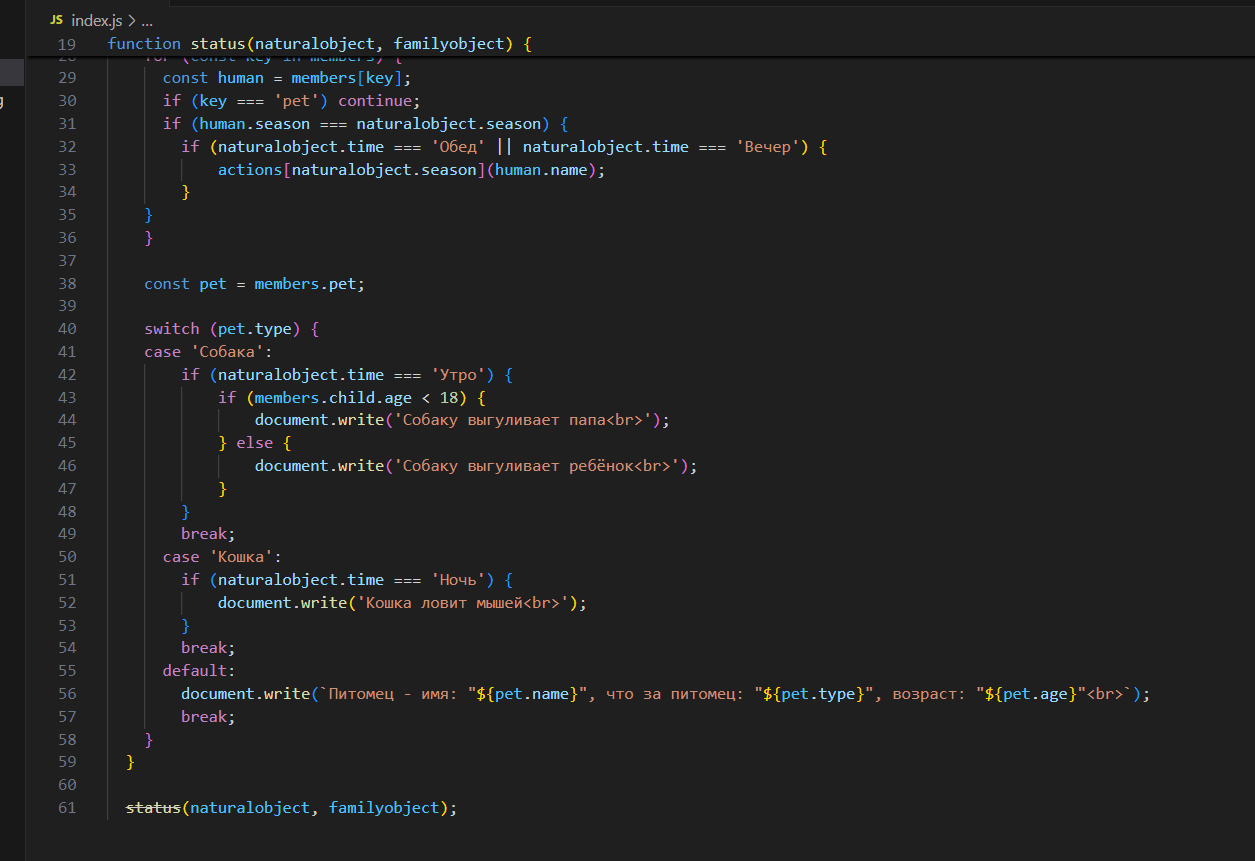 JS index.js > ...
19 function status(naturalobject, familyobject) {
28 for (const key in members) {
29 const human = members[key];
30 if (key === 'pet') continue;
31 if (human.season === naturalobject.season) {
32 if (naturalobject.time === 'Обед' || naturalobject.time === 'Вечер') {
33 actions[naturalobject.season](human.name);
34 }
35 }
36 }
37
38 const pet = members.pet;
39
40 switch (pet.type) {
41 case 'Собака':
42 if (naturalobject.time === 'Утро') {
43 if (members.child.age < 18) {
44 document.write('Собаку выгуливает папа<br>');
45 } else {
46 document.write('Собаку выгуливает ребёнок<br>');
47 }
48 }
49 break;
50 case 'Кошка':
51 if (naturalobject.time === 'Ночь') {
52 document.write('Кошка ловит мышей<br>');
53 }
54 break;
55 default:
56 document.write(`Питомец - имя: "${pet.name}", что за питомец: "${pet.type}", возраст: "${pet.age}"<br>`);
57 break;
58 }
59 }
60
61 status(naturalobject, familyobject);